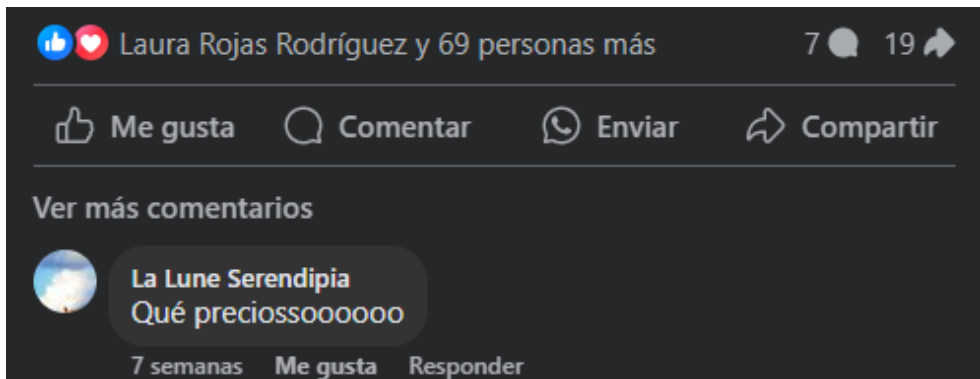 Laura Rojas Rodríguez y 69 personas más 7 19
Me gusta Comentar Enviar Compartir
Ver más comentarios
La Lune Serendipia
Qué preciossoooooo
7 semanas Me gusta Responder